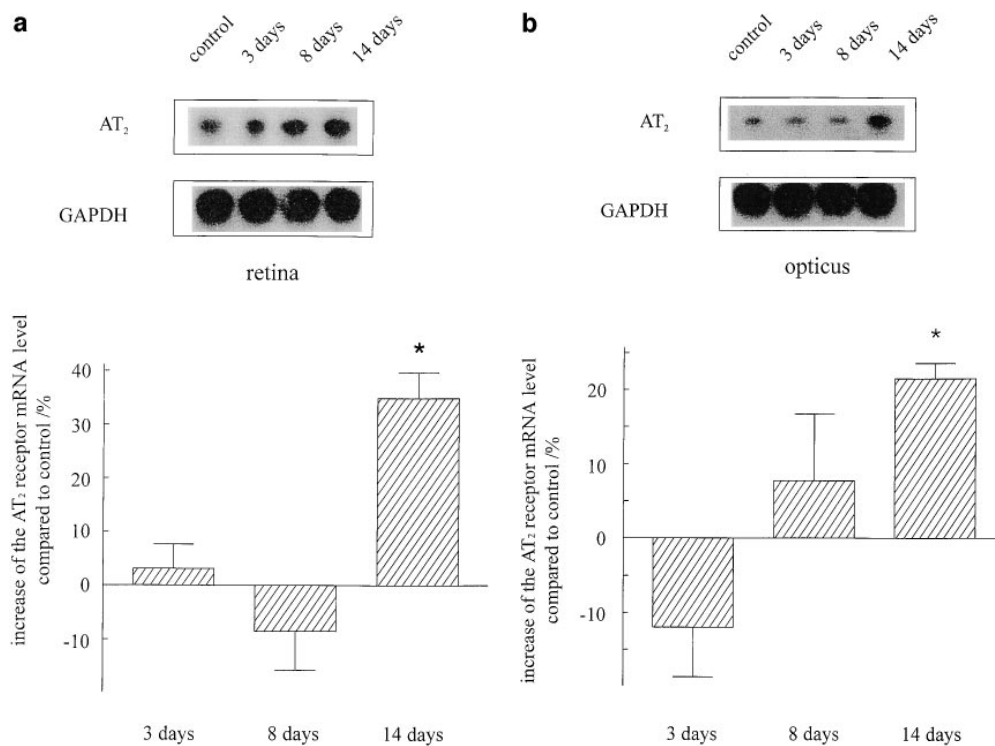 a
control
3 days
8 days
14 days
AT₂
GAPDH
retina
increase of the AT₂ receptor mRNA level
compared to control /%
40
30
20
10
0
-10
*
3 days
8 days
14 days
b
control
3 days
8 days
14 days
AT₂
GAPDH
opticus
increase of the AT₂ receptor mRNA level
compared to control /%
20
10
0
-10
*
3 days
8 days
14 days